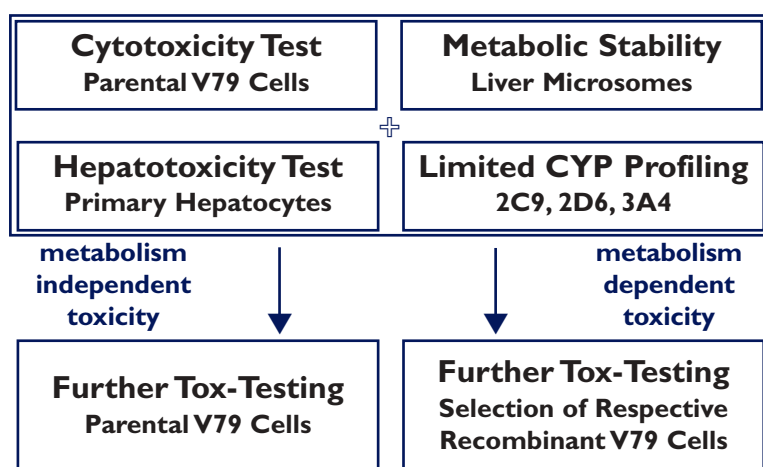 Cytotoxicity Test
Parental V79 Cells
Metabolic Stability
Liver Microsomes
Hepatotoxicity Test
Primary Hepatocytes
Limited CYP Profiling
2C9, 2D6, 3A4
metabolism
independent
toxicity
metabolism
dependent
toxicity
Further Tox-Testing
Parental V79 Cells
Further Tox-Testing
Selection of Respective
Recombinant V79 Cells